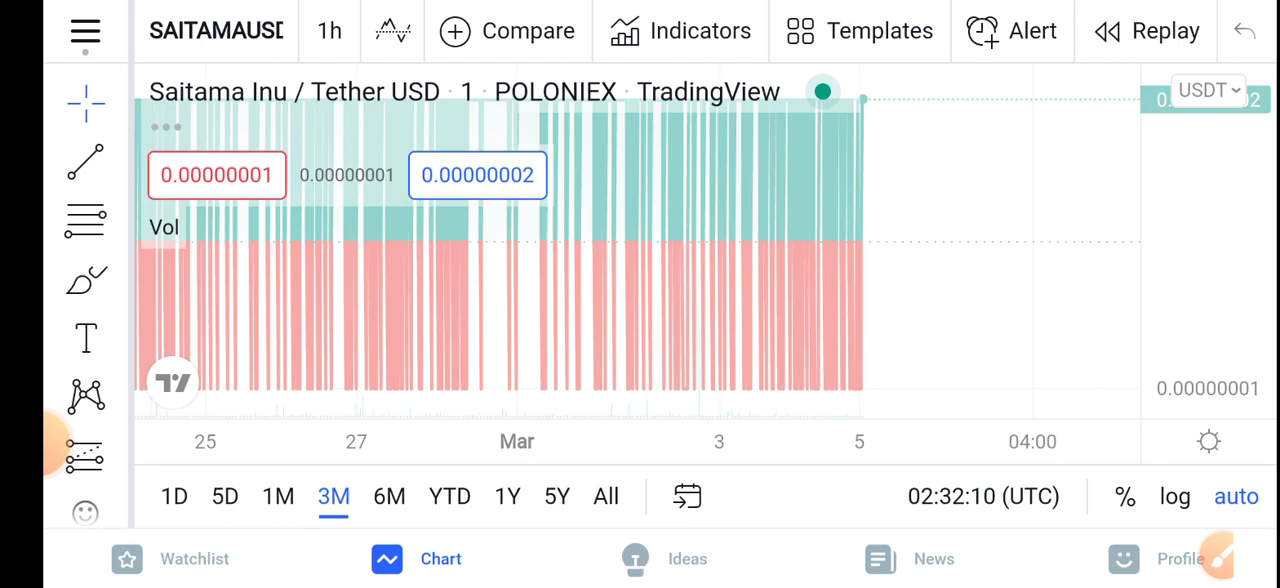 SAITAMAUSD 1h Compare Indicators Templates Alert Replay
Saitama Inu / Tether USD · 1 · POLONIEX · TradingView
USDT
0.00000001 0.00000001 0.00000002
Vol
0.00000001
25 27 Mar 3 5 04:00
1D 5D 1M 3M 6M YTD 1Y 5Y All 02:32:10 (UTC) % log auto
Watchlist Chart Ideas News Profile